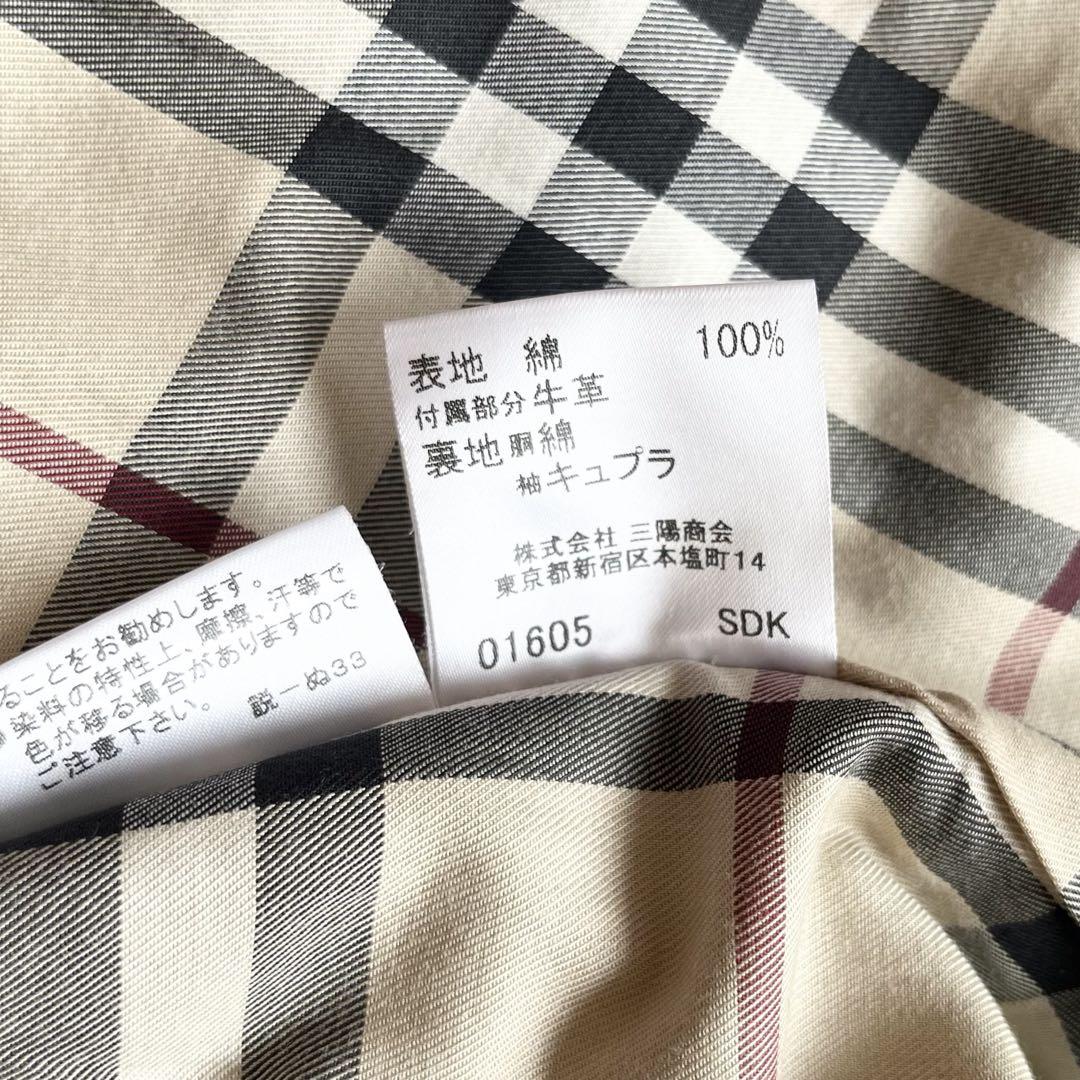 表地 綿 100%
付属部分牛革
裏地胴綿
袖キュプラ
株式会社 三陽商会
東京都新宿区本塩町14
01605 SDK
ることをお勧めします。
染料の特性上、摩擦、汗等で
色が移る場合がありますので
ご注意下さい。 説ーぬ33